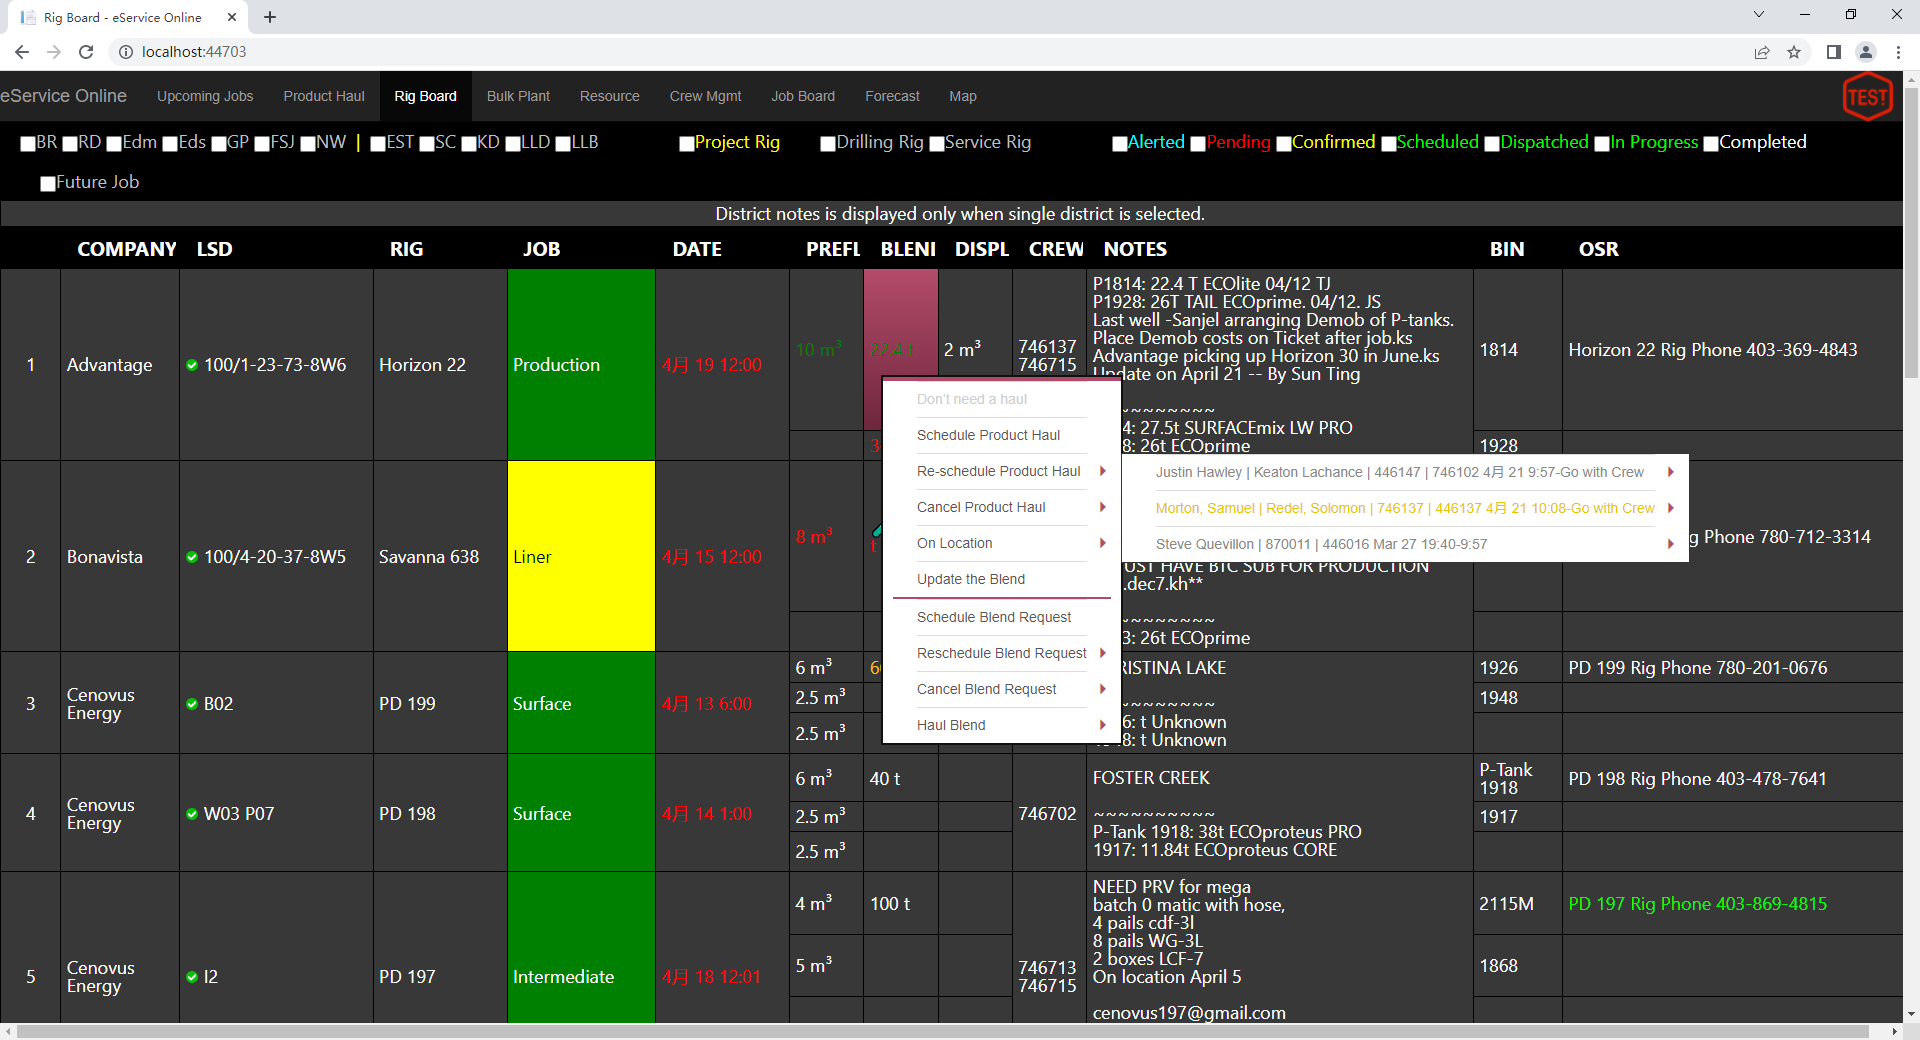 Rig Board - eService Online
localhost:44703
eService Online
Upcoming Jobs
Product Haul
Rig Board
Bulk Plant
Resource
Crew Mgmt
Job Board
Forecast
Map
TEST!
BR RD Edm Eds GP FSJ NW | EST SC KD LLD LLB
Project Rig
Drilling Rig Service Rig
Alerted Pending Confirmed Scheduled Dispatched In Progress Completed
Future Job
District notes is displayed only when single district is selected.
COMPANY LSD RIG JOB DATE PREFL BLENI DISPL CREW NOTES BIN OSR
1
Advantage
100/1-23-73-8W6
Horizon 22
Production
4月 19 12:00
10 m³
22.4 t
2 m³
746137
746715
P1814: 22.4 T ECOlite 04/12 TJ
P1928: 26T TAIL ECOprime. 04/12. JS
Last well -Sanjel arranging Demob of P-tanks.
Place Demob costs on Ticket after job.ks
Advantage picking up Horizon 30 in June.ks
Update on April 21 -- By Sun Ting
~~~~~~~~
4: 27.5t SURFACEmix LW PRO
8: 26t ECOprime
1814
1928
Horizon 22 Rig Phone 403-369-4843
3
Don't need a haul
Schedule Product Haul
Re-schedule Product Haul
Cancel Product Haul
On Location
Update the Blend
Schedule Blend Request
Reschedule Blend Request
Cancel Blend Request
Haul Blend
Justin Hawley | Keaton Lachance | 446147 | 746102 4月 21 9:57-Go with Crew
Morton, Samuel | Redel, Solomon | 746137 | 446137 4月 21 10:08-Go with Crew
Steve Quevillon | 870011 | 446016 Mar 27 19:40-9:57
2
Bonavista
100/4-20-37-8W5
Savanna 638
Liner
4月 15 12:00
8 m³
t
UST HAVE BTC SUB FOR PRODUCTION
.dec7.kh**
~~~~~~~~
3: 26t ECOprime
g Phone 780-712-3314
3
Cenovus
Energy
B02
PD 199
Surface
4月 13 6:00
6 m³
2.5 m³
2.5 m³
6
RISTINA LAKE
~~~~~~~~
6: t Unknown
8: t Unknown
1926
1948
PD 199 Rig Phone 780-201-0676
4
Cenovus
Energy
W03 P07
PD 198
Surface
4月 14 1:00
6 m³
2.5 m³
2.5 m³
40 t
746702
FOSTER CREEK
~~~~~~~~~~
P-Tank 1918: 38t ECOproteus PRO
1917: 11.84t ECOproteus CORE
P-Tank
1918
1917
PD 198 Rig Phone 403-478-7641
5
Cenovus
Energy
I2
PD 197
Intermediate
4月 18 12:01
4 m³
5 m³
100 t
746713
746715
NEED PRV for mega
batch 0 matic with hose,
4 pails cdf-3l
8 pails WG-3L
2 boxes LCF-7
On location April 5
cenovus197@gmail.com
2115M
1868
PD 197 Rig Phone 403-869-4815